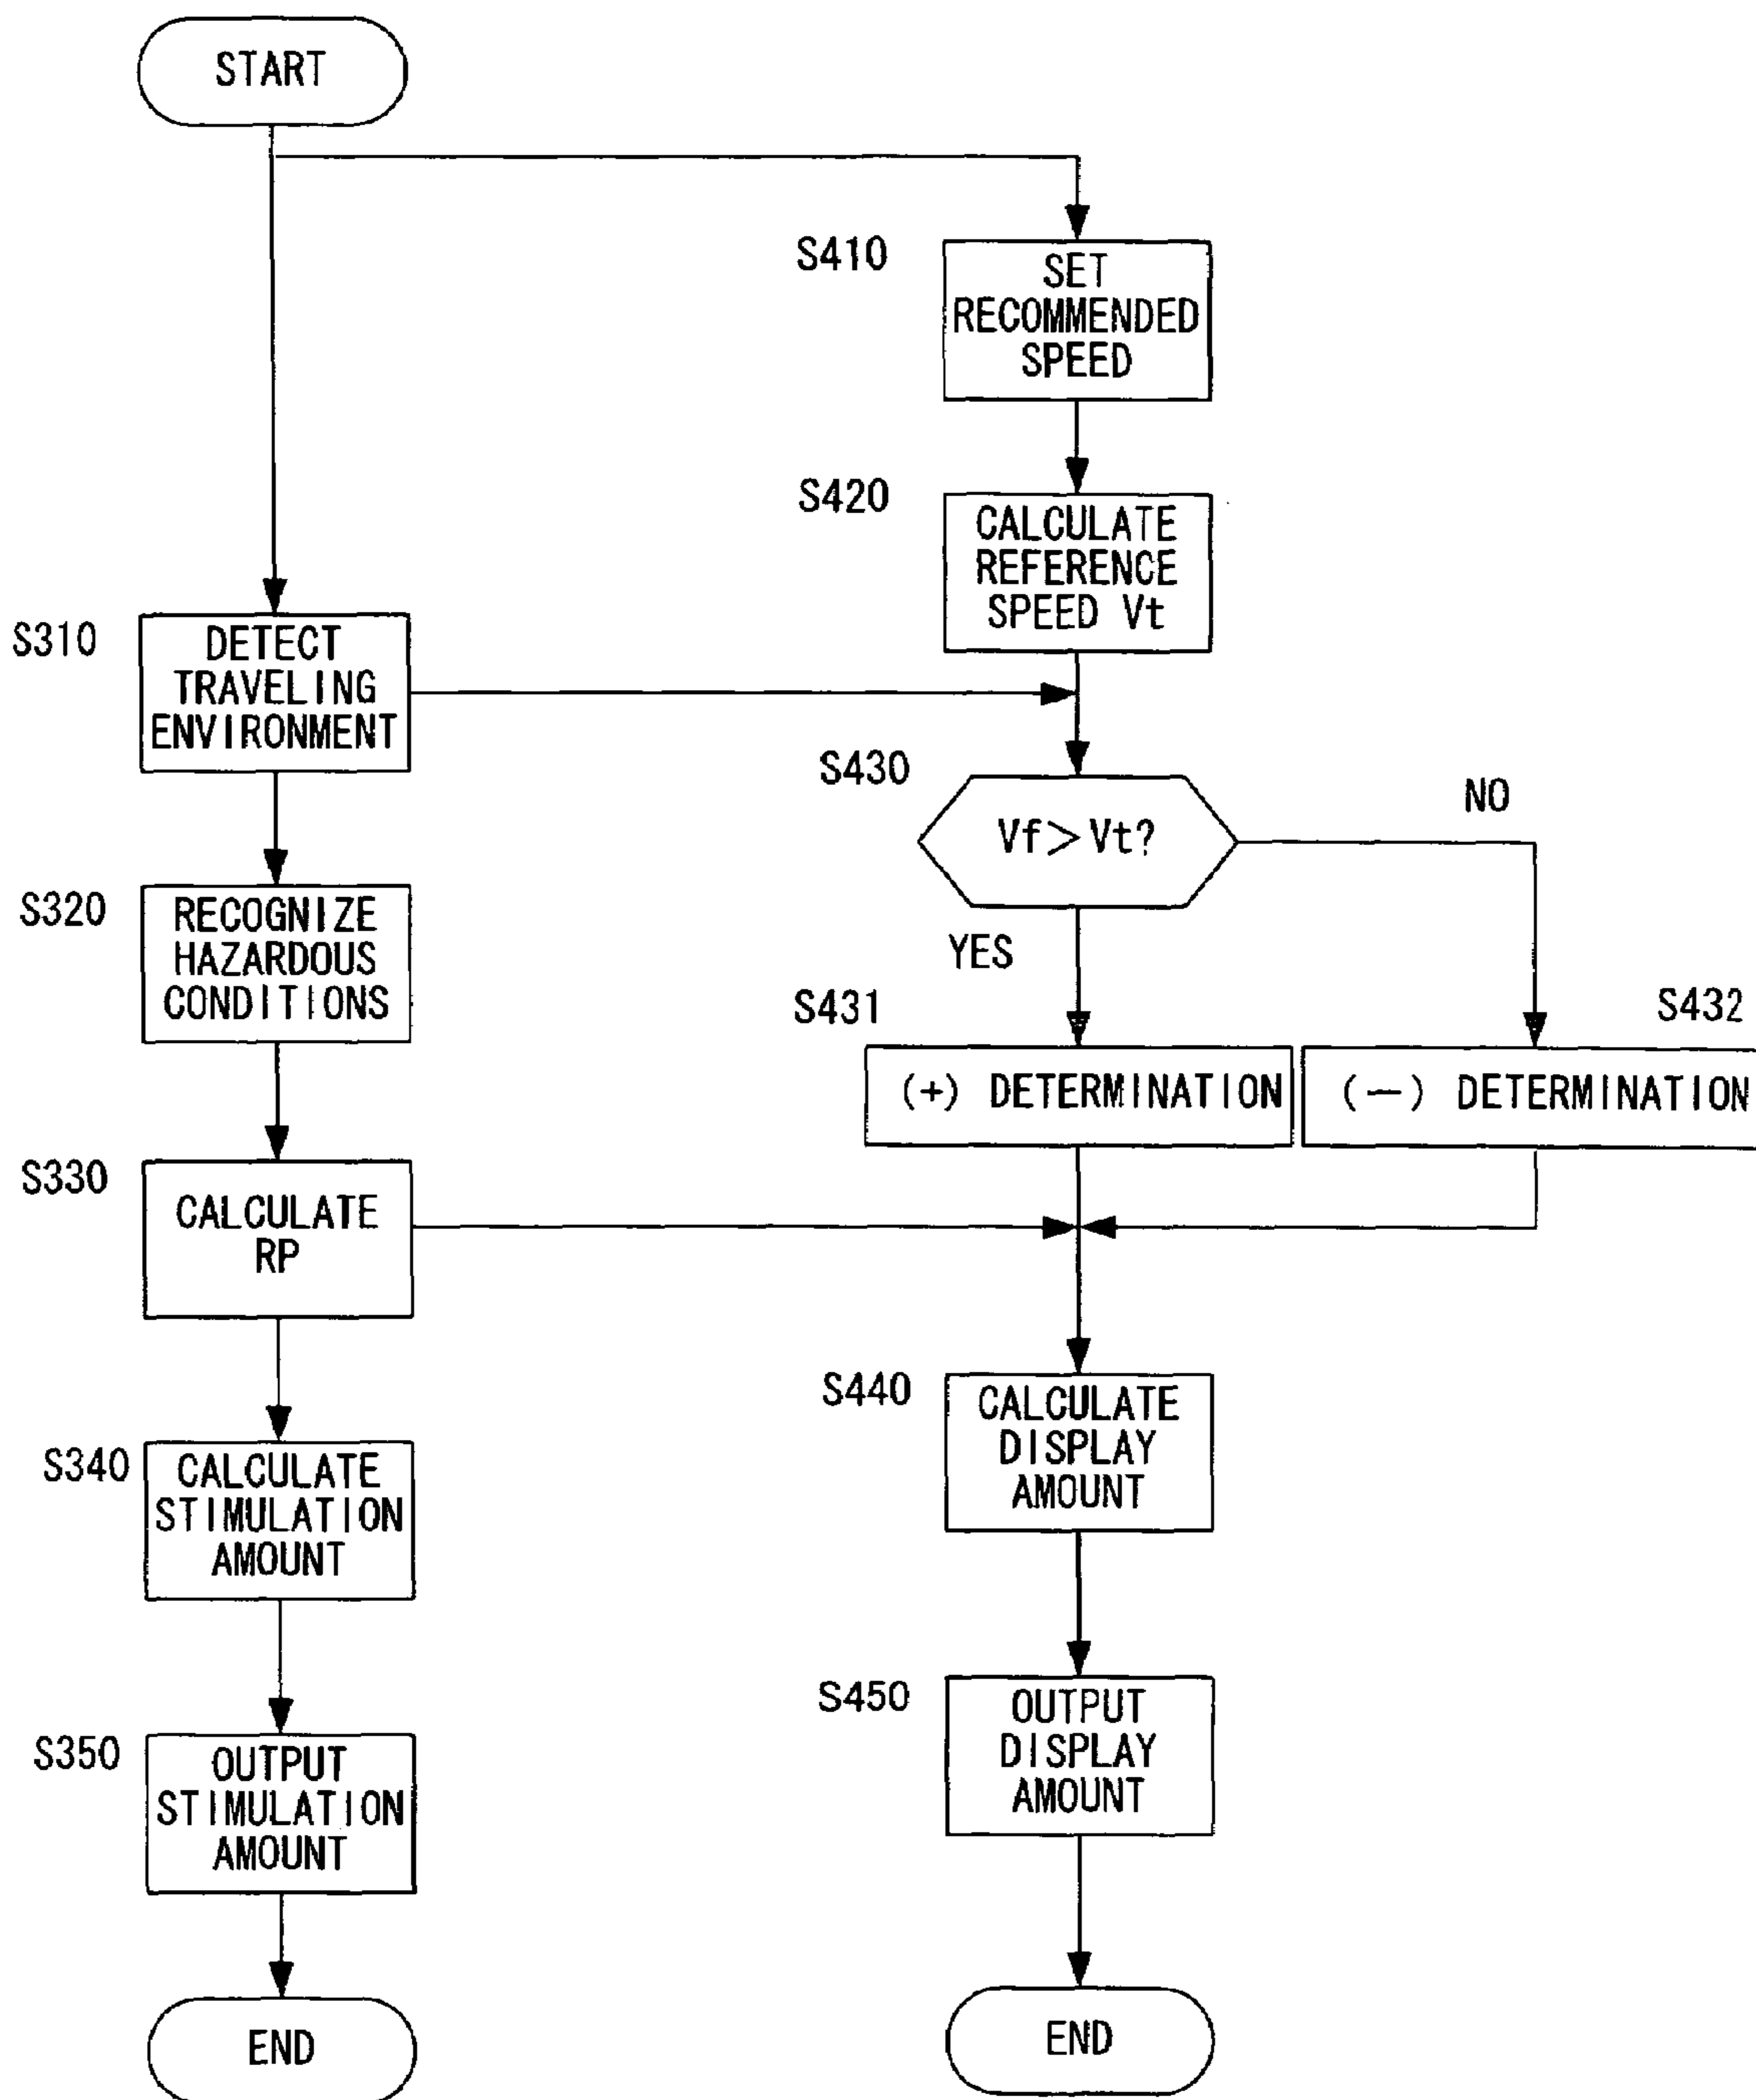 START
S410
SET
RECOMMENDED
SPEED
S420
CALCULATE
REFERENCE
SPEED Vt
S310
DETECT
TRAVELING
ENVIRONMENT
S430
Vf > Vt?
NO
YES
S320
RECOGNIZE
HAZARDOUS
CONDITIONS
S431
(+) DETERMINATION
S432
(−) DETERMINATION
S330
CALCULATE
RP
S440
CALCULATE
DISPLAY
AMOUNT
S340
CALCULATE
STIMULATION
AMOUNT
S450
OUTPUT
DISPLAY
AMOUNT
S350
OUTPUT
STIMULATION
AMOUNT
END
END